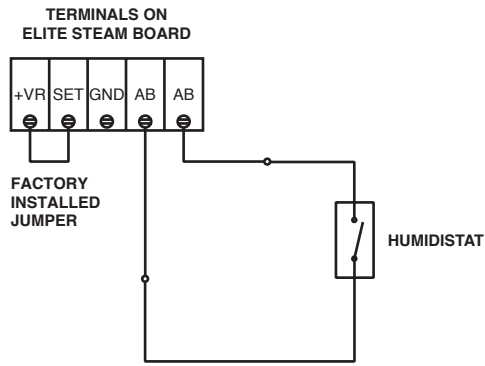 TERMINALS ON
ELITE STEAM BOARD
+VR SET GND AB AB
FACTORY
INSTALLED
JUMPER
HUMIDISTAT